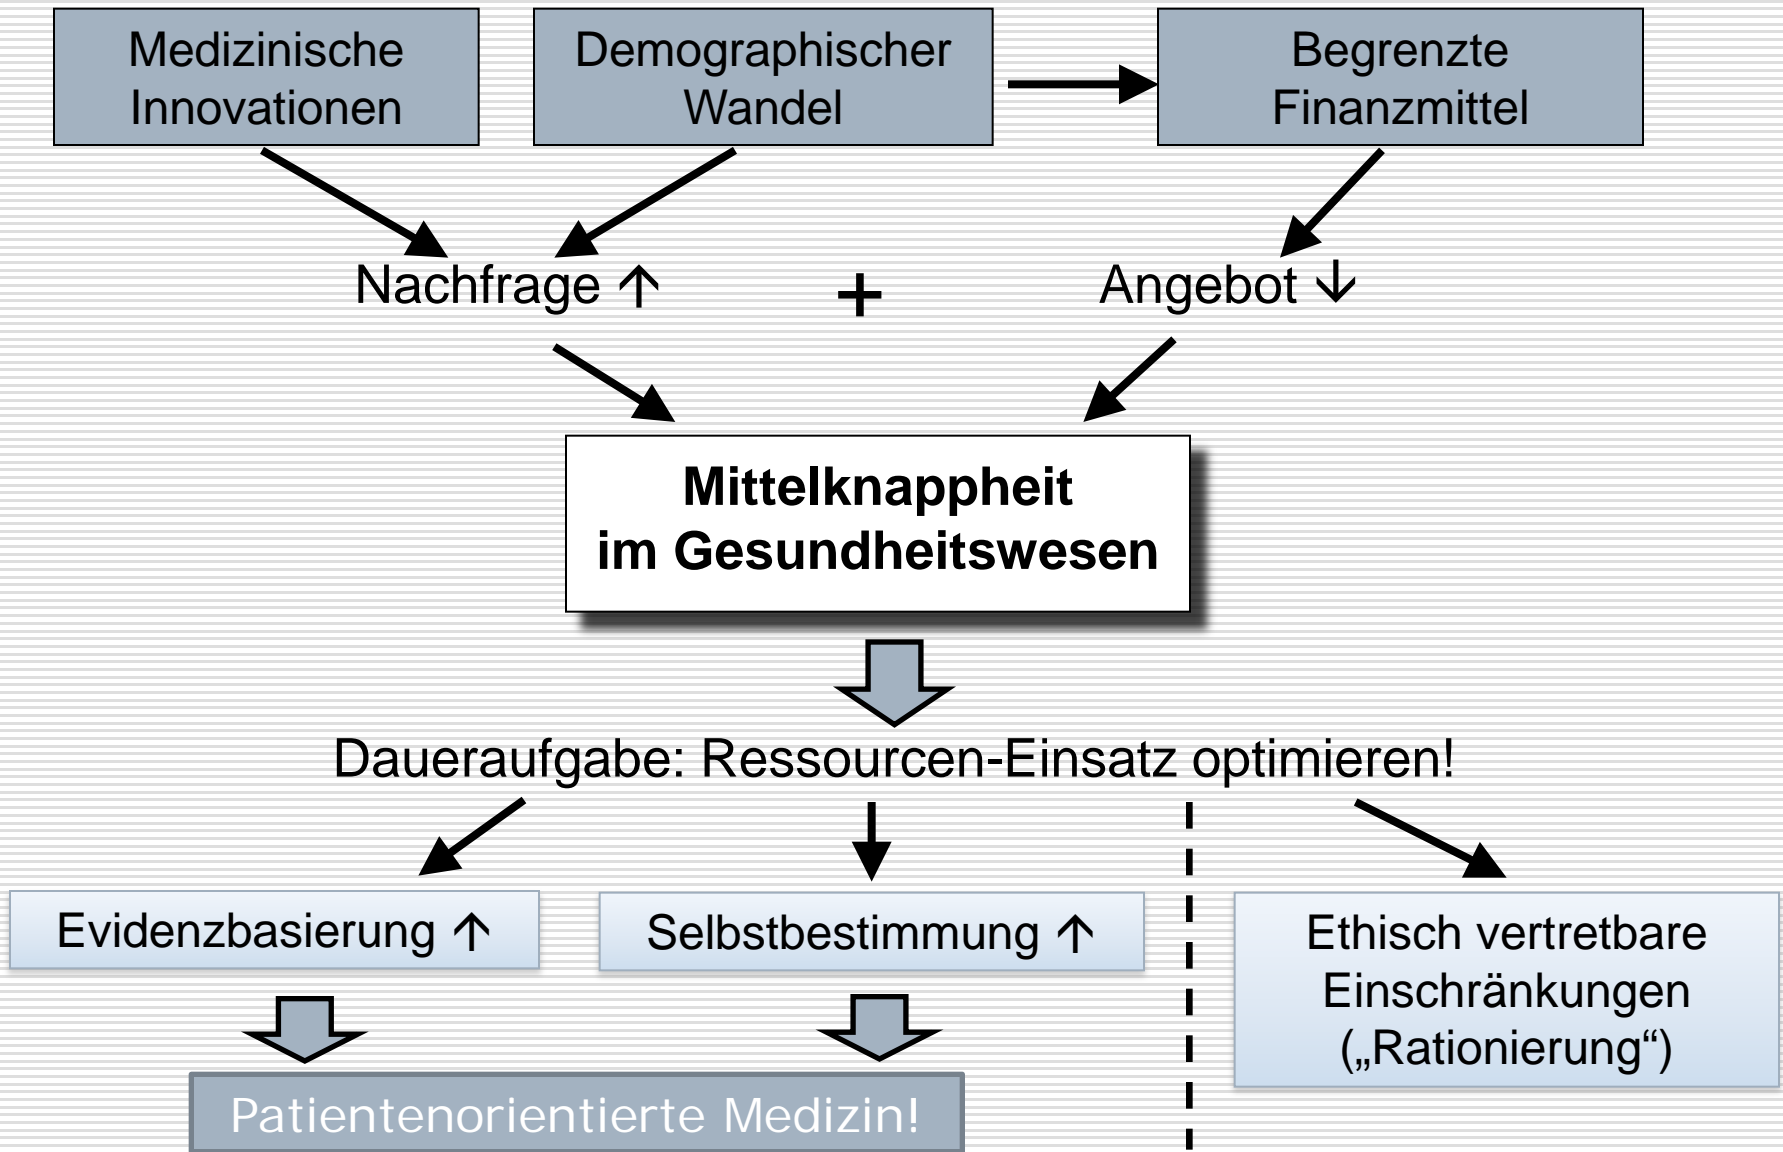 Medizinische
Innovationen
Demographischer
Wandel
Begrenzte
Finanzmittel
Nachfrage ↑
+
Angebot ↓
Mittelknappheit
im Gesundheitswesen
Daueraufgabe: Ressourcen-Einsatz optimieren!
Evidenzbasierung ↑
Selbstbestimmung ↑
Ethisch vertretbare
Einschränkungen
(„Rationierung“)
Patientenorientierte Medizin!